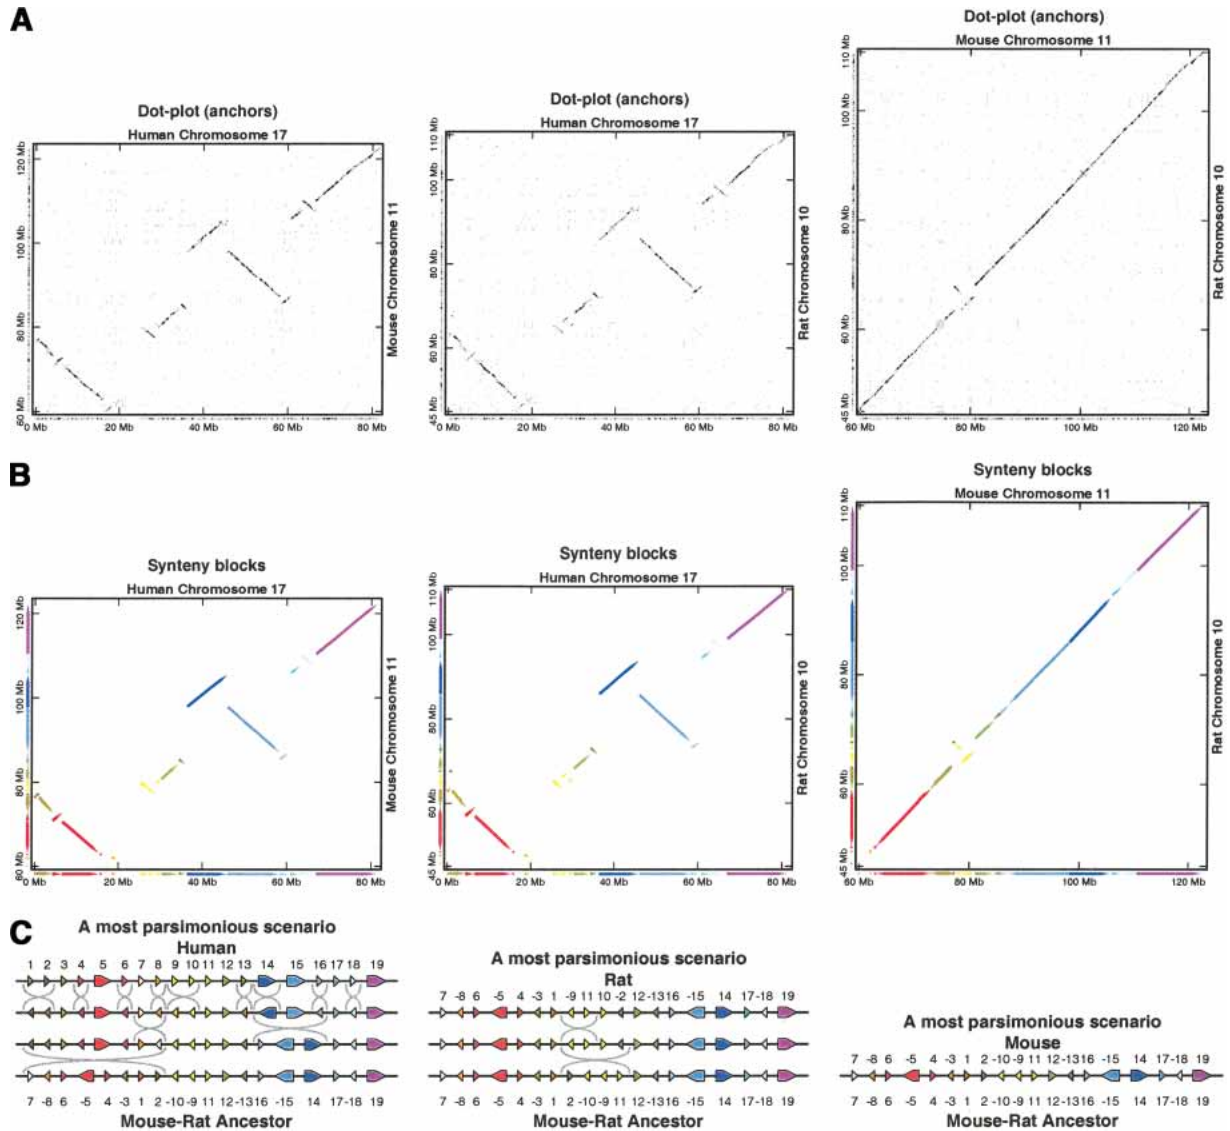 A
Dot-plot (anchors)
Human Chromosome 17
60 Mb 80 Mb 100 Mb 120 Mb
Mouse Chromosome 11
0 Mb 20 Mb 40 Mb 60 Mb 80 Mb
Dot-plot (anchors)
Human Chromosome 17
45 Mb 60 Mb 80 Mb 100 Mb 110 Mb
Rat Chromosome 10
0 Mb 20 Mb 40 Mb 60 Mb 80 Mb
Dot-plot (anchors)
Mouse Chromosome 11
45 Mb 60 Mb 80 Mb 100 Mb 110 Mb
Rat Chromosome 10
60 Mb 80 Mb 100 Mb 120 Mb
B
Synteny blocks
Human Chromosome 17
60 Mb 80 Mb 100 Mb 120 Mb
Mouse Chromosome 11
0 Mb 20 Mb 40 Mb 60 Mb 80 Mb
Synteny blocks
Human Chromosome 17
45 Mb 60 Mb 80 Mb 100 Mb 110 Mb
Rat Chromosome 10
0 Mb 20 Mb 40 Mb 60 Mb 80 Mb
Synteny blocks
Mouse Chromosome 11
45 Mb 60 Mb 80 Mb 100 Mb 110 Mb
Rat Chromosome 10
60 Mb 80 Mb 100 Mb 120 Mb
C
A most parsimonious scenario
Human
1 2 3 4 5 6 7 8 9 10 11 12 13 14 15 16 17 18 19
7 -8 6 -5 4 -3 1 2 -10 -9 11 12 -13 16 -15 14 17 -18 19
Mouse-Rat Ancestor
A most parsimonious scenario
Rat
7 -8 6 -5 4 -3 1 -9 11 10 -2 12 -13 16 -15 14 17 -18 19
7 -8 6 -5 4 -3 1 2 -10 -9 11 12 -13 16 -15 14 17 -18 19
Mouse-Rat Ancestor
A most parsimonious scenario
Mouse
7 -8 6 -5 4 -3 1 2 -10 -9 11 12 -13 16 -15 14 17 -18 19
7 -8 6 -5 4 -3 1 2 -10 -9 11 12 -13 16 -15 14 17 -18 19
Mouse-Rat Ancestor